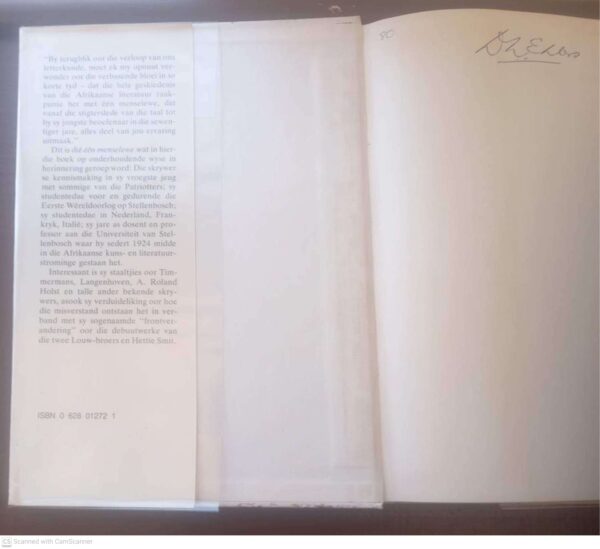 "By terugblik oor die verloop van ons
letterkunde, moet ek my opnuut ver-
wonder oor die verbasende bloei in so
korte tyd – dat die hele geskiedenis
van die Afrikaanse literatuur raak-
punte het met één menselewe, dat
vanaf die stigterslede van die taal tot
by sy jongste beoefenaar in die sewen-
tiger jare, alles deel van jou ervaring
uitmaak."
Dit is dié één menselewe wat in hier-
die boek op onderhoudende wyse in
herinnering geroep word: Die skrywer
se kennismaking in sy vroegste jeug
met sommige van die Patriotters; sy
studentedae voor en gedurende die
Eerste Wêreldoorlog op Stellenbosch;
sy studentedae in Nederland, Fran-
kryk, Italië; sy jare as dosent en pro-
fessor aan die Universiteit van Stel-
lenbosch waar hy sedert 1924 midde
in die Afrikaanse kuns- en literatuur-
strominge gestaan het.
Interessant is sy staaltjies oor Tim-
mermans, Langenhoven, A. Roland
Holst en talle ander bekende skry-
wers, asook sy verduideliking oor hoe
die misverstand ontstaan het in ver-
band met sy sogenaamde "frontver-
andering" oor die debuutwerke van
die twee Louw-broers en Hettie Smit.
ISBN 0 628 01272 1
80
CS Scanned with CamScanner